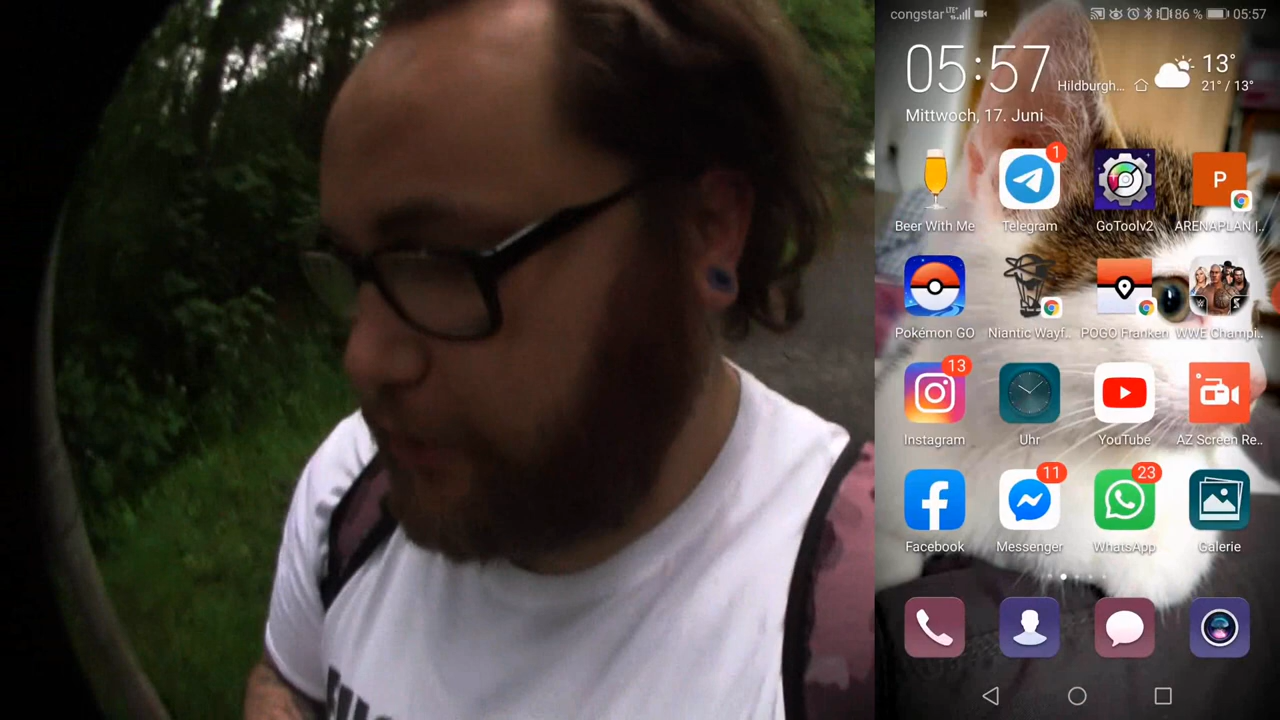 congstar LTE 86 % 05:57
05:57
Hildburgh... 13°
21° / 13°
Mittwoch, 17. Juni
1
P
Beer With Me Telegram GoToolv2 ARENAPLAN |..
Pokémon GO Niantic Wayf.. POGO Franken WWE Champi..
13
Instagram Uhr YouTube AZ Screen Re..
11 23
Facebook Messenger WhatsApp Galerie